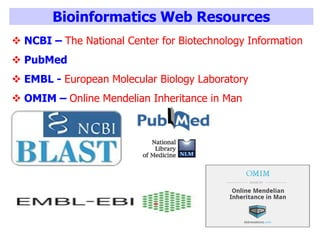 Bioinformatics Web Resources
❖ NCBI – The National Center for Biotechnology Information
❖ PubMed
❖ EMBL - European Molecular Biology Laboratory
❖ OMIM – Online Mendelian Inheritance in Man
NCBI
BLAST
PubMed
National
Library
of Medicine
NLM
EMBL-EBI
OMIM
Online Mendelian
Inheritance in Man